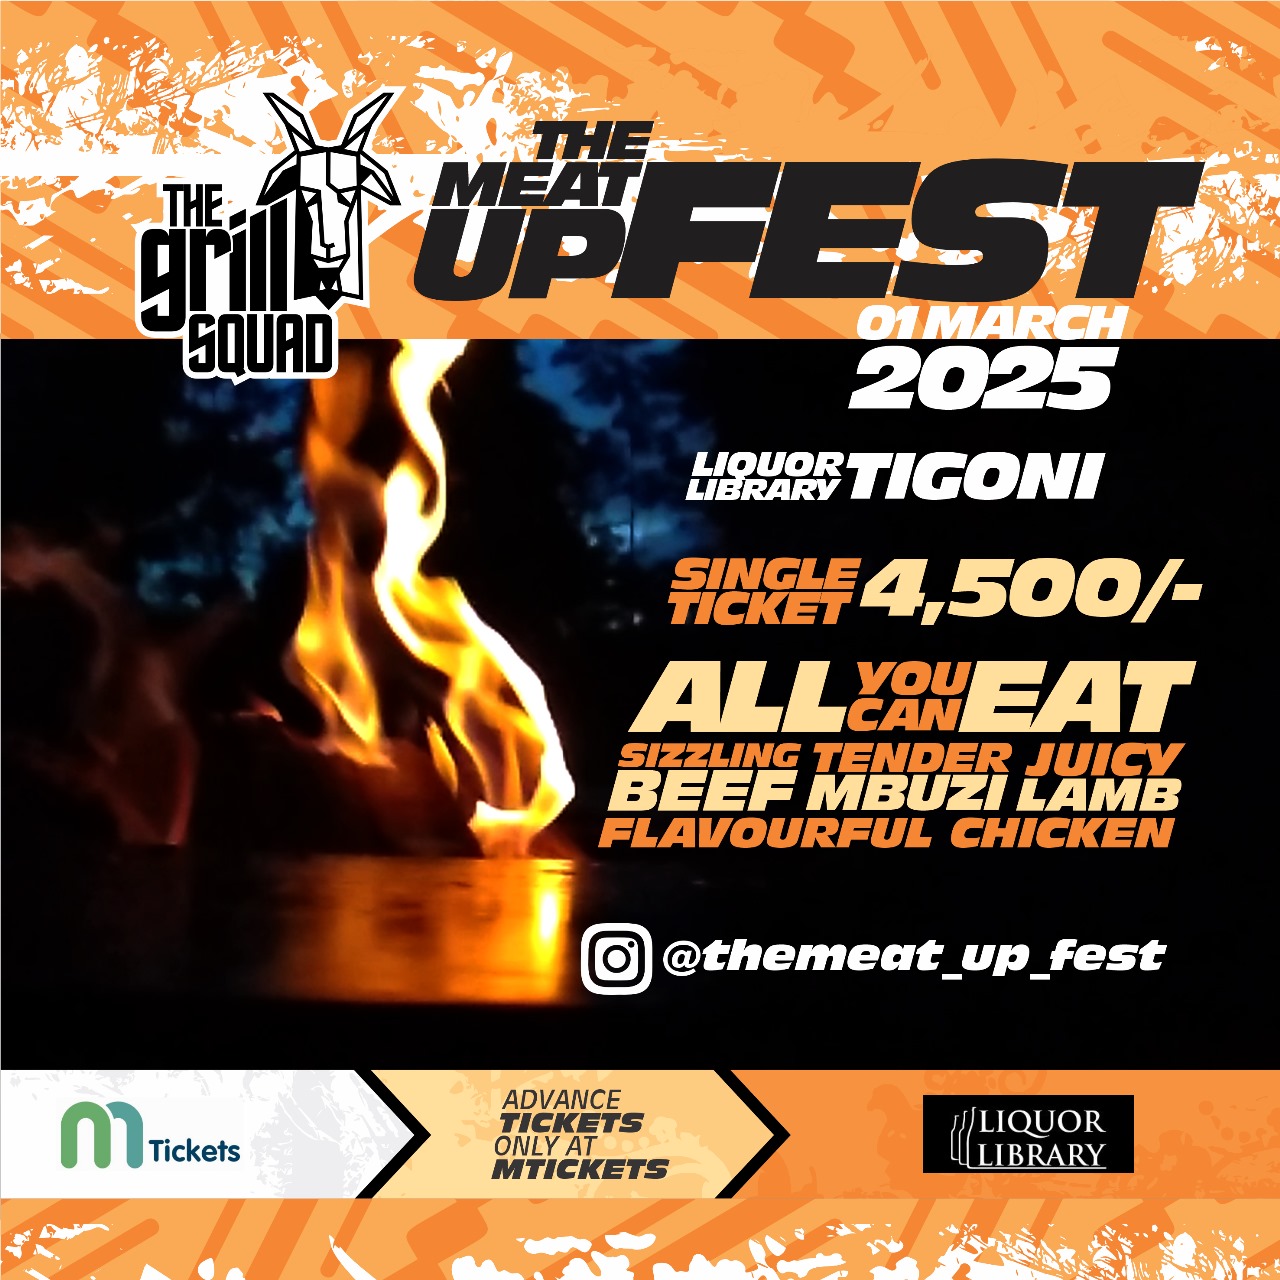 THE
grill
SQUAD
THE
MEAT
UP FEST
01 MARCH
2025
LIQUOR
LIBRARY TIGONI
SINGLE
TICKET 4,500/-
ALL YOU CAN EAT
SIZZLING TENDER JUICY
BEEF MBUZI LAMB
FLAVOURFUL CHICKEN
@themeat_up_fest
m Tickets
ADVANCE
TICKETS
ONLY AT
MTICKETS
LIQUOR
LIBRARY